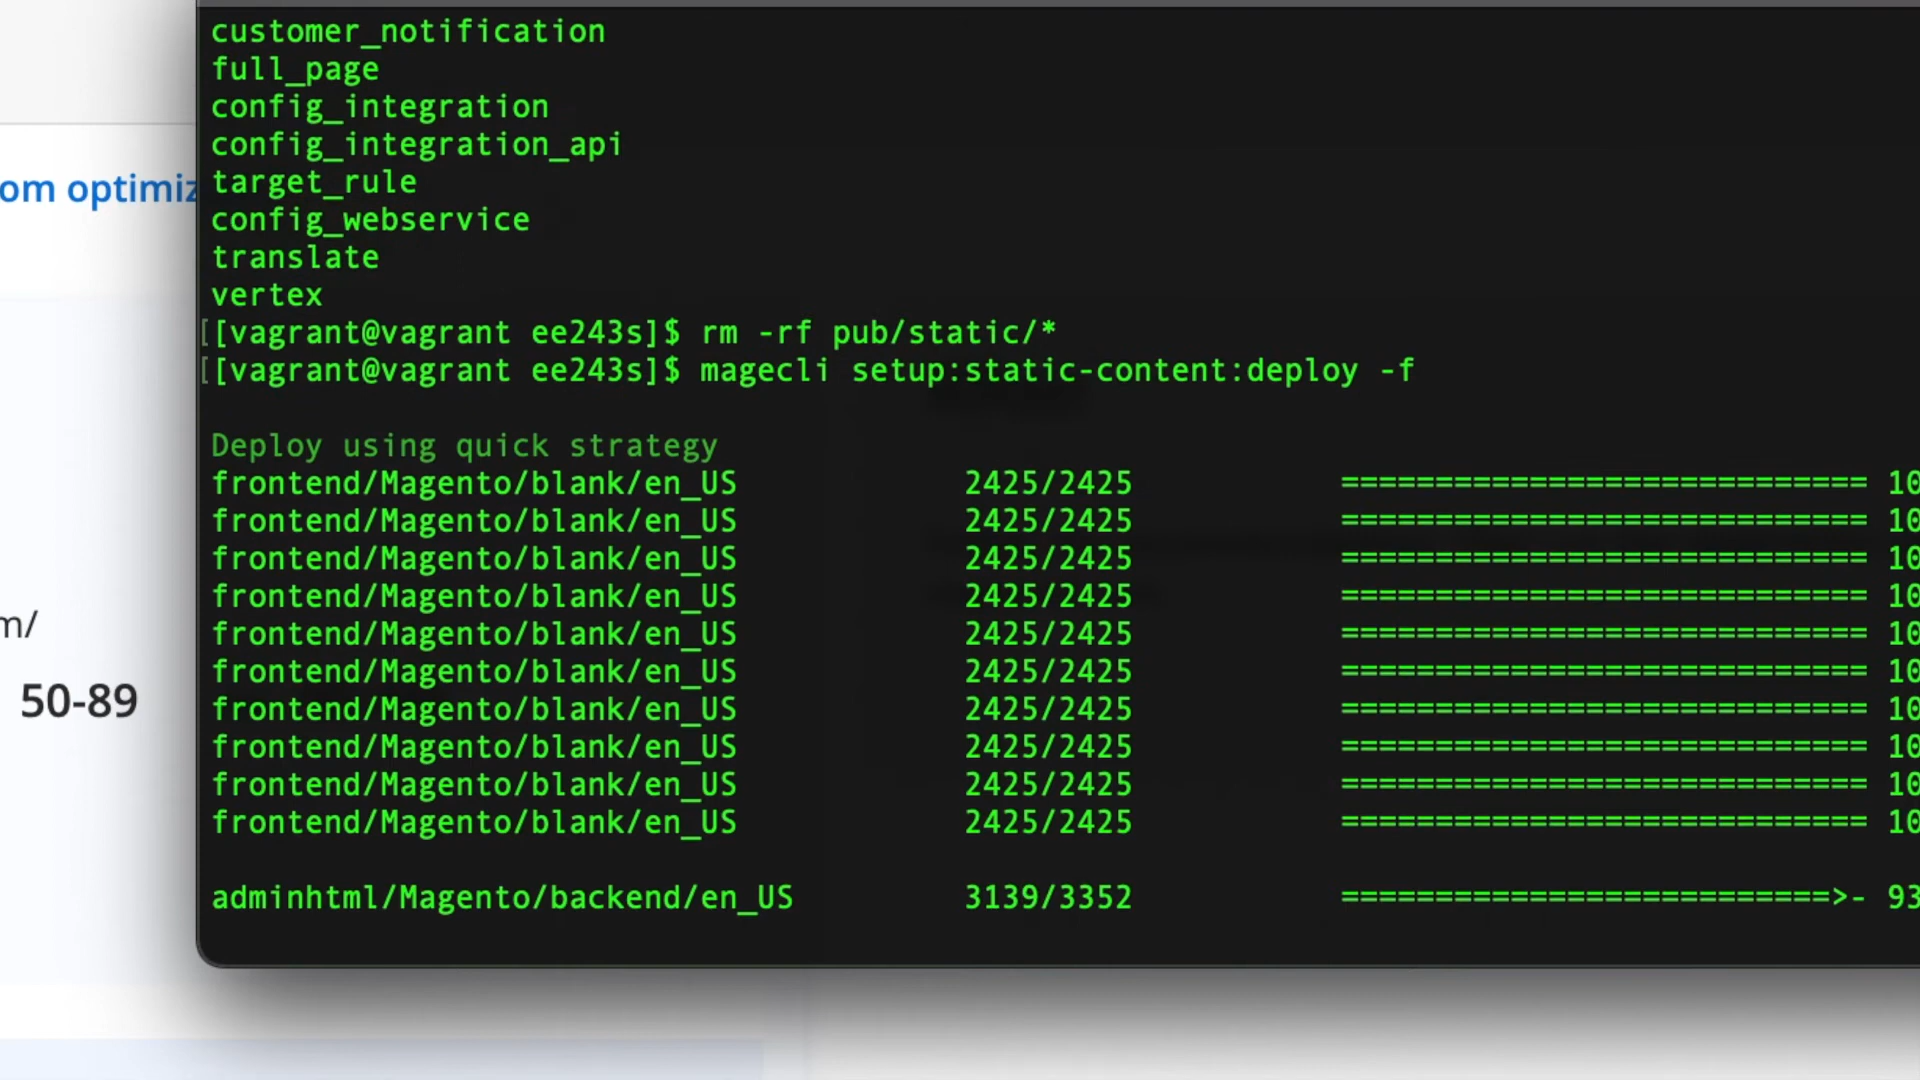 customer_notification
full_page
config_integration
config_integration_api
target_rule
config_webservice
translate
vertex
[[vagrant@vagrant ee243s]$ rm -rf pub/static/*
[[vagrant@vagrant ee243s]$ magecli setup:static-content:deploy -f
Deploy using quick strategy
frontend/Magento/blank/en_US 2425/2425 ============================ 10
frontend/Magento/blank/en_US 2425/2425 ============================ 10
frontend/Magento/blank/en_US 2425/2425 ============================ 10
frontend/Magento/blank/en_US 2425/2425 ============================ 10
frontend/Magento/blank/en_US 2425/2425 ============================ 10
frontend/Magento/blank/en_US 2425/2425 ============================ 10
frontend/Magento/blank/en_US 2425/2425 ============================ 10
frontend/Magento/blank/en_US 2425/2425 ============================ 10
frontend/Magento/blank/en_US 2425/2425 ============================ 10
frontend/Magento/blank/en_US 2425/2425 ============================ 10
adminhtml/Magento/backend/en_US 3139/3352 ==========================>- 93
om optimiz
m/
50-89